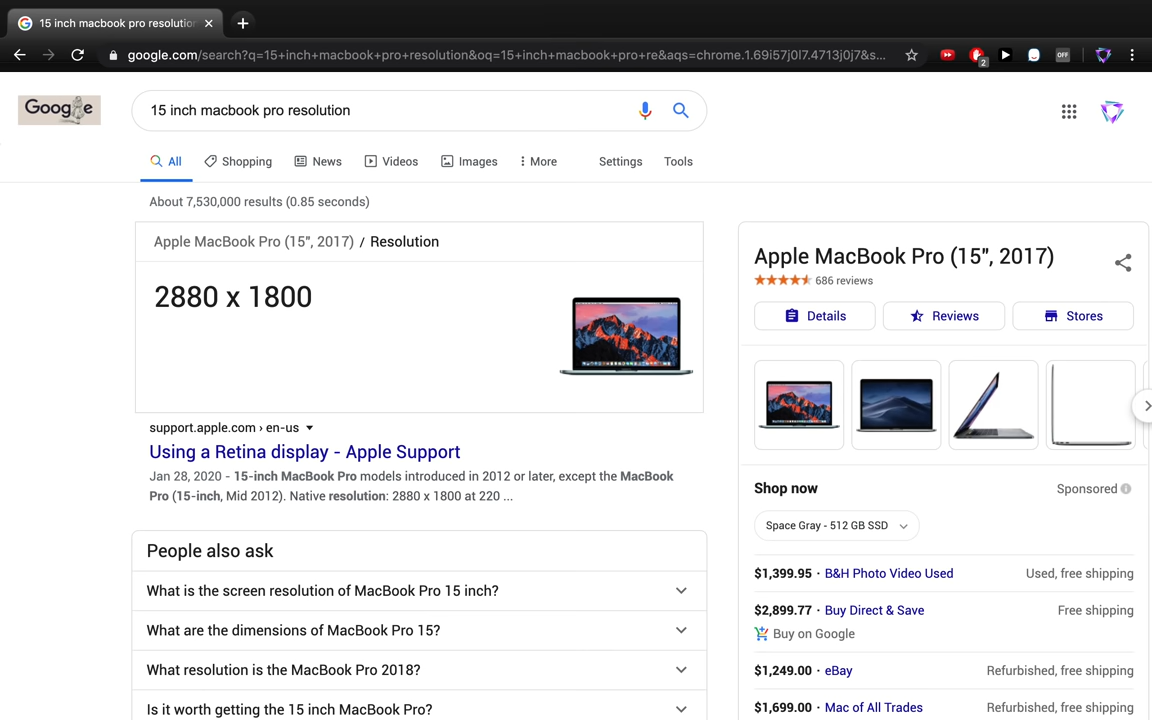 15 inch macbook pro resolutio
google.com/search?q=15+inch+macbook+pro+resolution&oq=15+inch+macbook+pro+re&aqs=chrome.1.69i57j0l7.4713j0j7&s...
2
OFF
Google
15 inch macbook pro resolution
All
Shopping
News
Videos
Images
More
Settings
Tools
About 7,530,000 results (0.85 seconds)
Apple MacBook Pro (15", 2017) / Resolution
2880 x 1800
support.apple.com › en-us
Using a Retina display - Apple Support
Jan 28, 2020 - 15-inch MacBook Pro models introduced in 2012 or later, except the MacBook
Pro (15-inch, Mid 2012). Native resolution: 2880 x 1800 at 220 ...
People also ask
What is the screen resolution of MacBook Pro 15 inch?
What are the dimensions of MacBook Pro 15?
What resolution is the MacBook Pro 2018?
Is it worth getting the 15 inch MacBook Pro?
Apple MacBook Pro (15", 2017)
686 reviews
Details
Reviews
Stores
Shop now
Sponsored
Space Gray - 512 GB SSD
$1,399.95 · B&H Photo Video Used
Used, free shipping
$2,899.77 · Buy Direct & Save
Free shipping
Buy on Google
$1,249.00 · eBay
Refurbished, free shipping
$1,699.00 · Mac of All Trades
Refurbished, free shipping